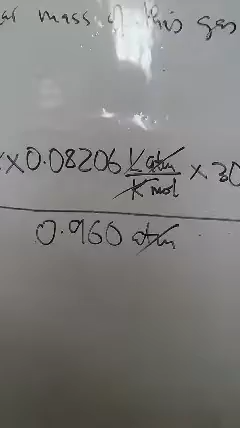 mass of this gas
×0.08206 L atm × 30
K mol
0.960 atm